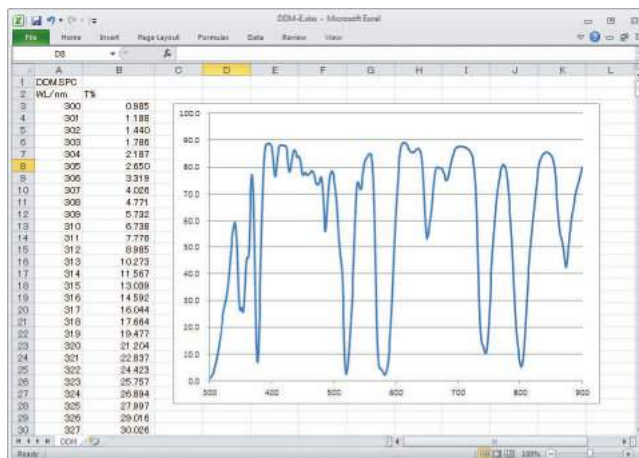 DDM-E.xlsx - Microsoft Excel
File Home Insert Page Layout Formulas Data Review View
D8 fx
A B C D E F G H I J K L
1 DDM.SPC
2 WL/nm T%
3 300 0.985
4 301 1.188
5 302 1.440
6 303 1.786
7 304 2.187
8 305 2.650
9 306 3.319
10 307 4.026
11 308 4.771
12 309 5.732
13 310 6.738
14 311 7.778
15 312 8.985
16 313 10.273
17 314 11.567
18 315 13.039
19 316 14.592
20 317 16.044
21 318 17.664
22 319 19.477
23 320 21.204
24 321 22.837
25 322 24.423
26 323 25.757
27 324 26.894
28 325 27.997
29 326 29.016
30 327 30.026
100.0
90.0
80.0
70.0
60.0
50.0
40.0
30.0
20.0
10.0
0.0
300 400 500 600 700 800 900
DDM
Ready 100%